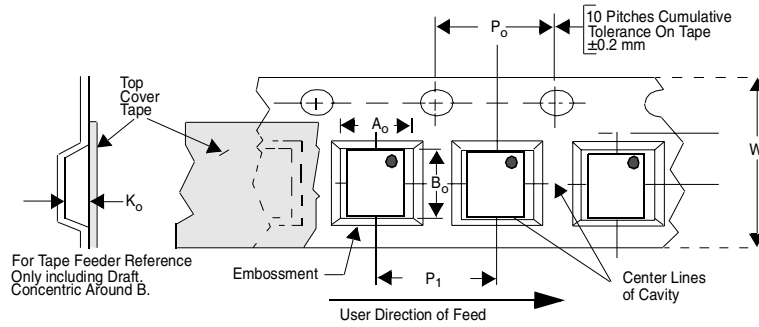 10 Pitches Cumulative
Tolerance On Tape
±0.2 mm
Po
Top
Cover
Tape
Ao
W
Bo
Ko
For Tape Feeder Reference
Only including Draft.
Concentric Around B.
Embossment
P1
Center Lines
of Cavity
User Direction of Feed